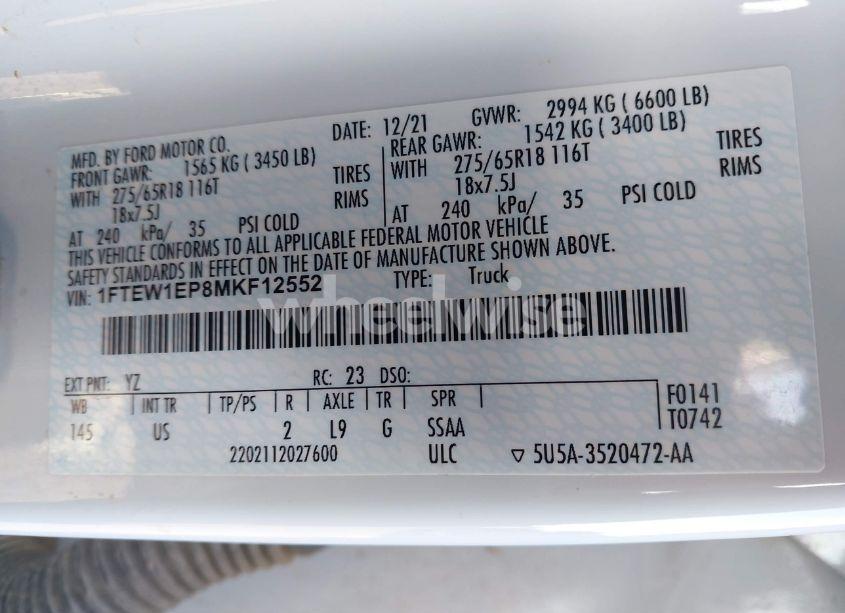 MFD. BY FORD MOTOR CO. DATE: 12/21 GVWR: 2994 KG ( 6600 LB)
FRONT GAWR: 1565 KG ( 3450 LB) REAR GAWR: 1542 KG ( 3400 LB)
WITH 275/65R18 116T TIRES WITH 275/65R18 116T TIRES
18x7.5J RIMS 18x7.5J RIMS
AT 240 kPa/ 35 PSI COLD AT 240 kPa/ 35 PSI COLD
THIS VEHICLE CONFORMS TO ALL APPLICABLE FEDERAL MOTOR VEHICLE
SAFETY STANDARDS IN EFFECT ON THE DATE OF MANUFACTURE SHOWN ABOVE.
VIN: 1FTEW1EP8MKF12552 TYPE: Truck
wheelwise
EXT PNT: YZ RC: 23 DSO:
WB INT TR TP/PS R AXLE TR SPR F0141
145 US 2 L9 G SSAA T0742
2202112027600 ULC ▽ 5U5A-3520472-AA